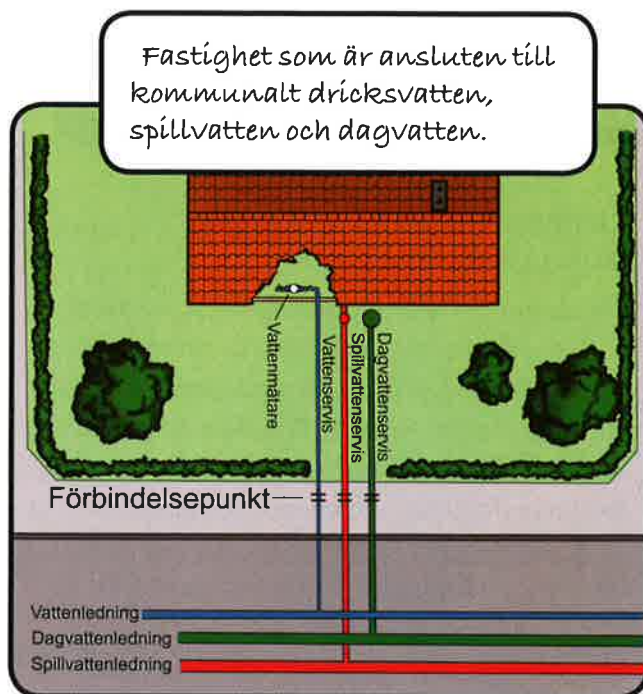 Fastighet som är ansluten till
kommunalt dricksvatten,
spillvatten och dagvatten.
Vattenmätare
Vattenservis
Spillvattenservis
Dagvattenservis
Förbindelsepunkt
Vattenledning
Dagvattenledning
Spillvattenledning